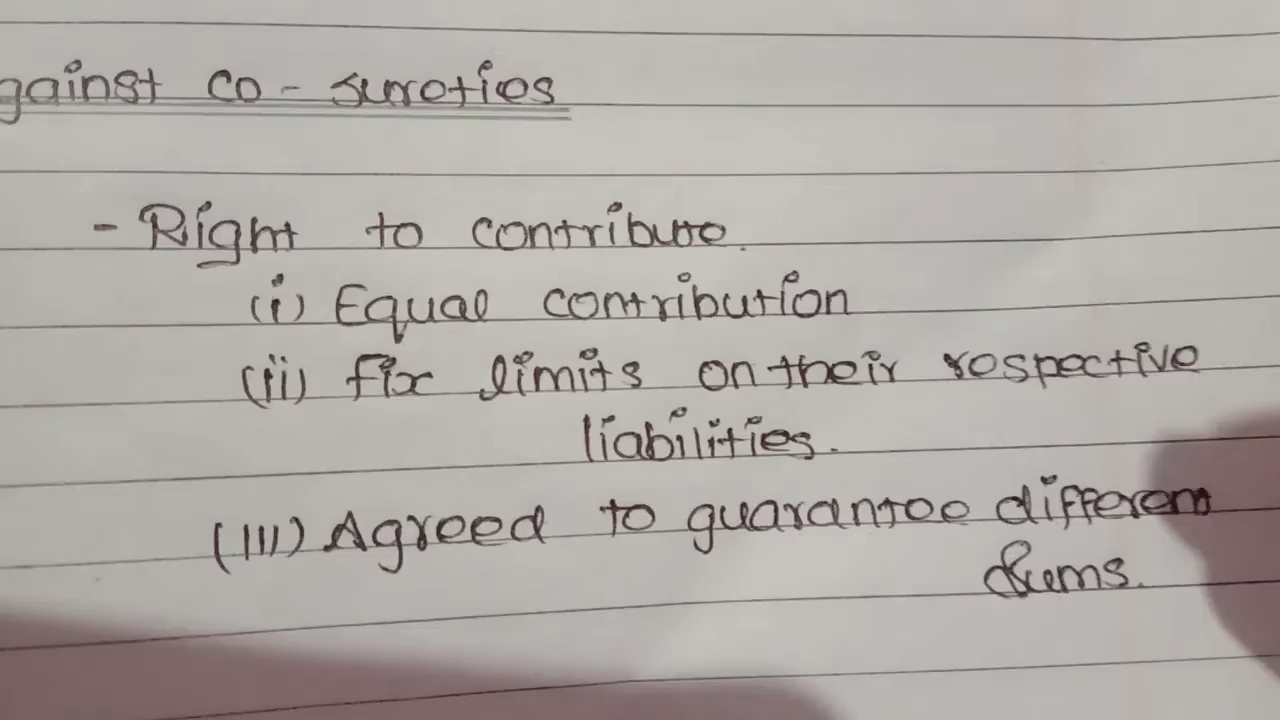 gainst co - sureties
- Right to contribute.
(i) Equal contribution
(ii) fix limits on their respective
liabilities.
(III) Agreed to guarantee different
sums.